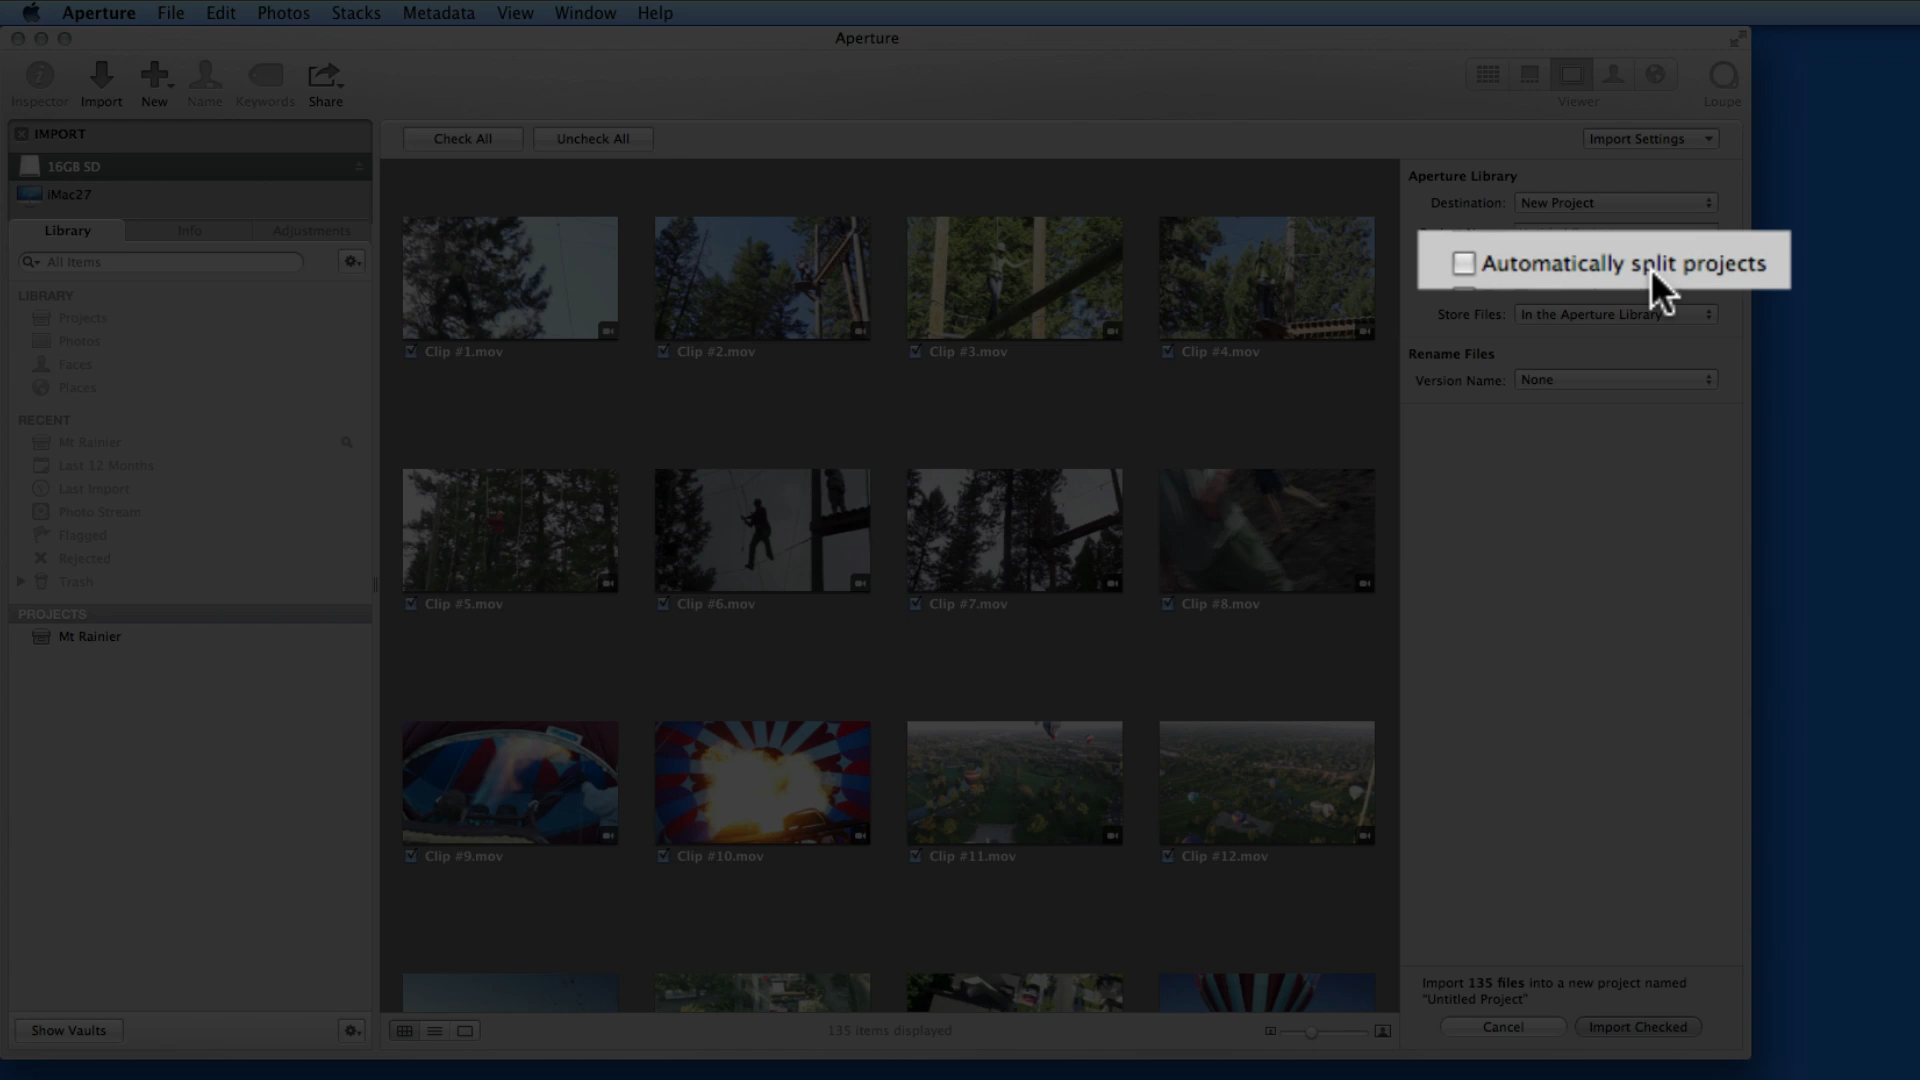 Aperture File Edit Photos Stacks Metadata View Window Help
Aperture
Inspector Import New Name Keywords Share
Viewer Loupe
IMPORT
16GB SD
iMac27
Library Info Adjustments
All Items
LIBRARY
Projects
Photos
Faces
Places
RECENT
Mt Rainier
Last 12 Months
Last Import
Photo Stream
Flagged
Rejected
Trash
PROJECTS
Mt Rainier
Show Vaults
Check All Uncheck All
Import Settings
Clip #1.mov Clip #2.mov Clip #3.mov Clip #4.mov
Clip #5.mov Clip #6.mov Clip #7.mov Clip #8.mov
Clip #9.mov Clip #10.mov Clip #11.mov Clip #12.mov
135 items displayed
Aperture Library
Destination: New Project
Automatically split projects
Store Files: In the Aperture Library
Rename Files
Version Name: None
Import 135 files into a new project named
"Untitled Project"
Cancel Import Checked